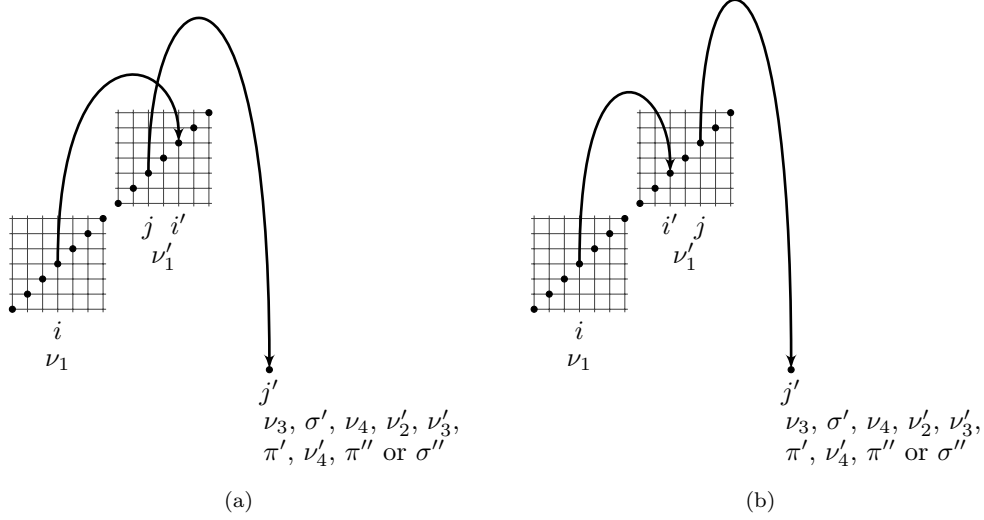 j i′ i′ j
ν′₁ ν′₁
i i
ν₁ ν₁
j′ j′
ν₃, σ′, ν₄, ν′₂, ν′₃, ν₃, σ′, ν₄, ν′₂, ν′₃,
π′, ν′₄, π″ or σ″ π′, ν′₄, π″ or σ″
(a) (b)